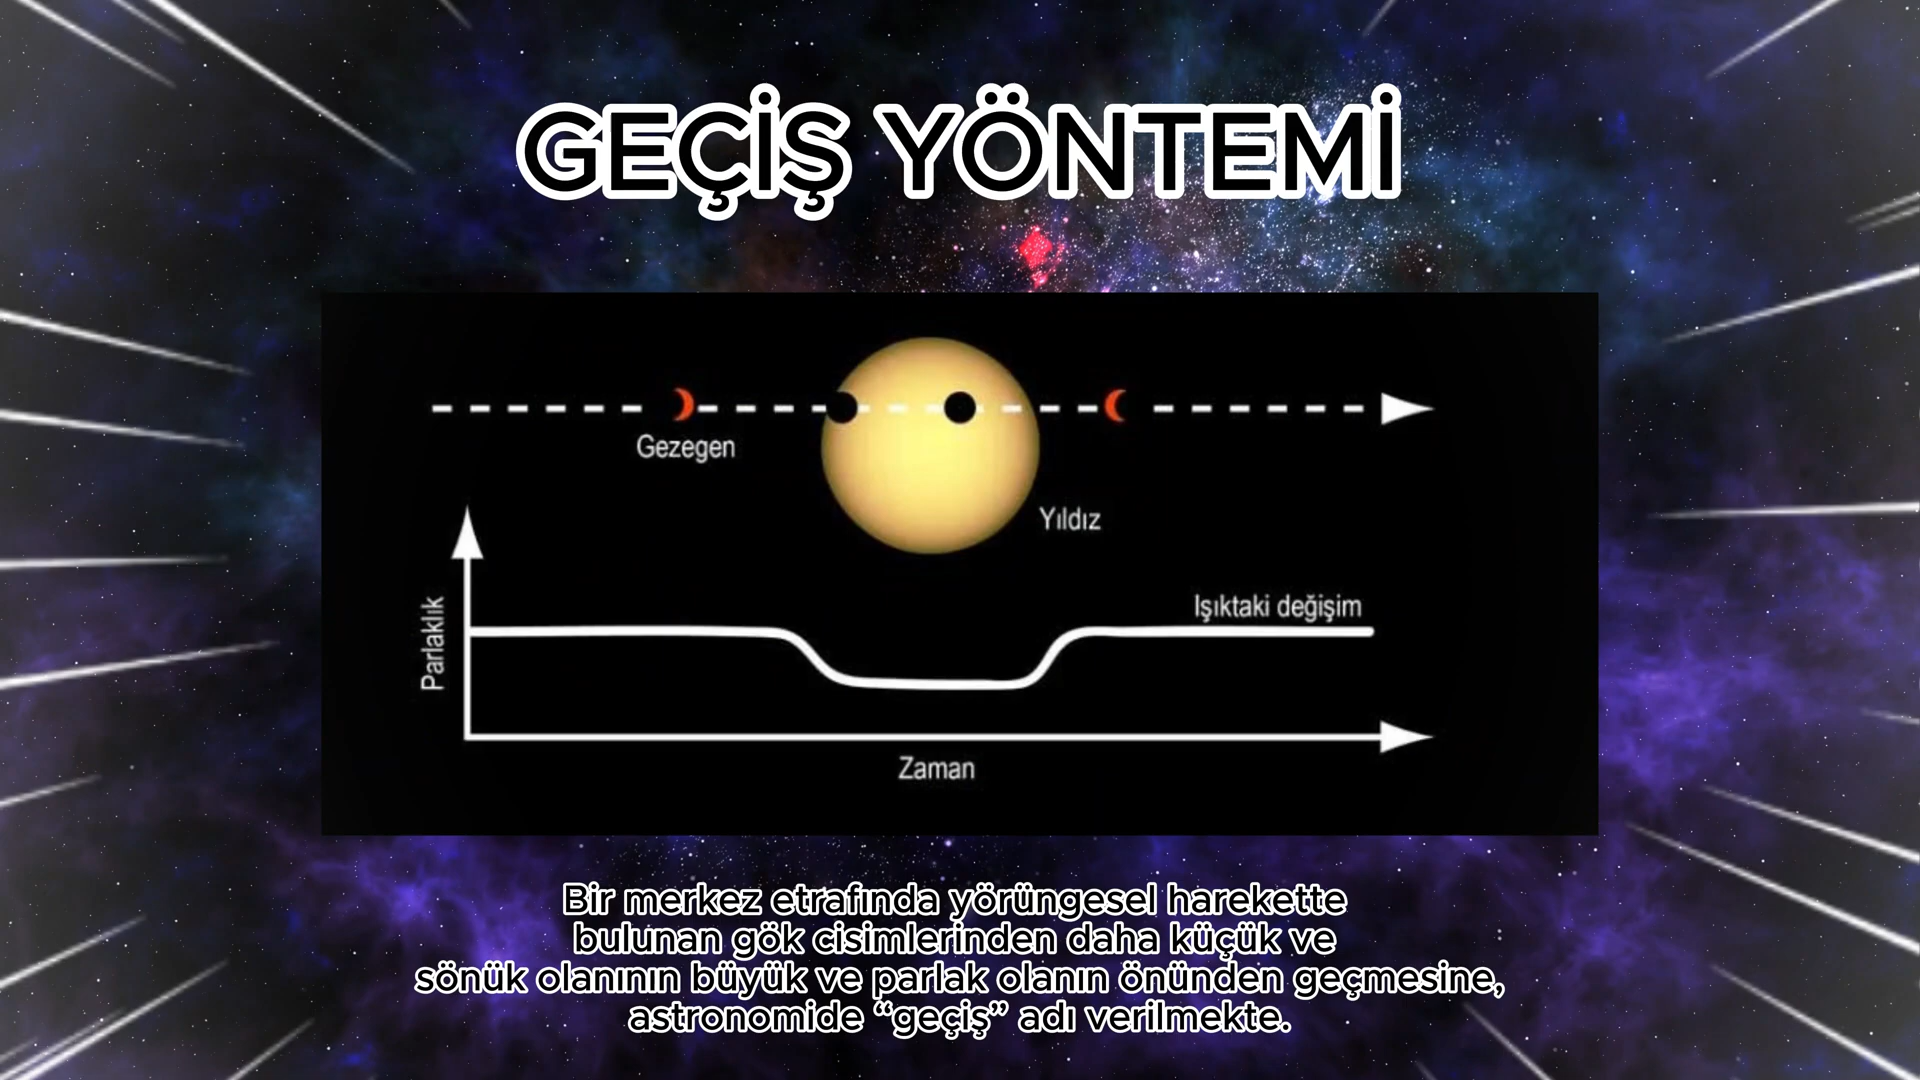 GEÇİŞ YÖNTEMİ
Gezegen
Yıldız
Işıktaki değişim
Parlaklık
Zaman
Bir merkez etrafında yörüngesel harekette
bulunan gök cisimlerinden daha küçük ve
sönük olanının büyük ve parlak olanın önünden geçmesine,
astronomide “geçiş” adı verilmekte.